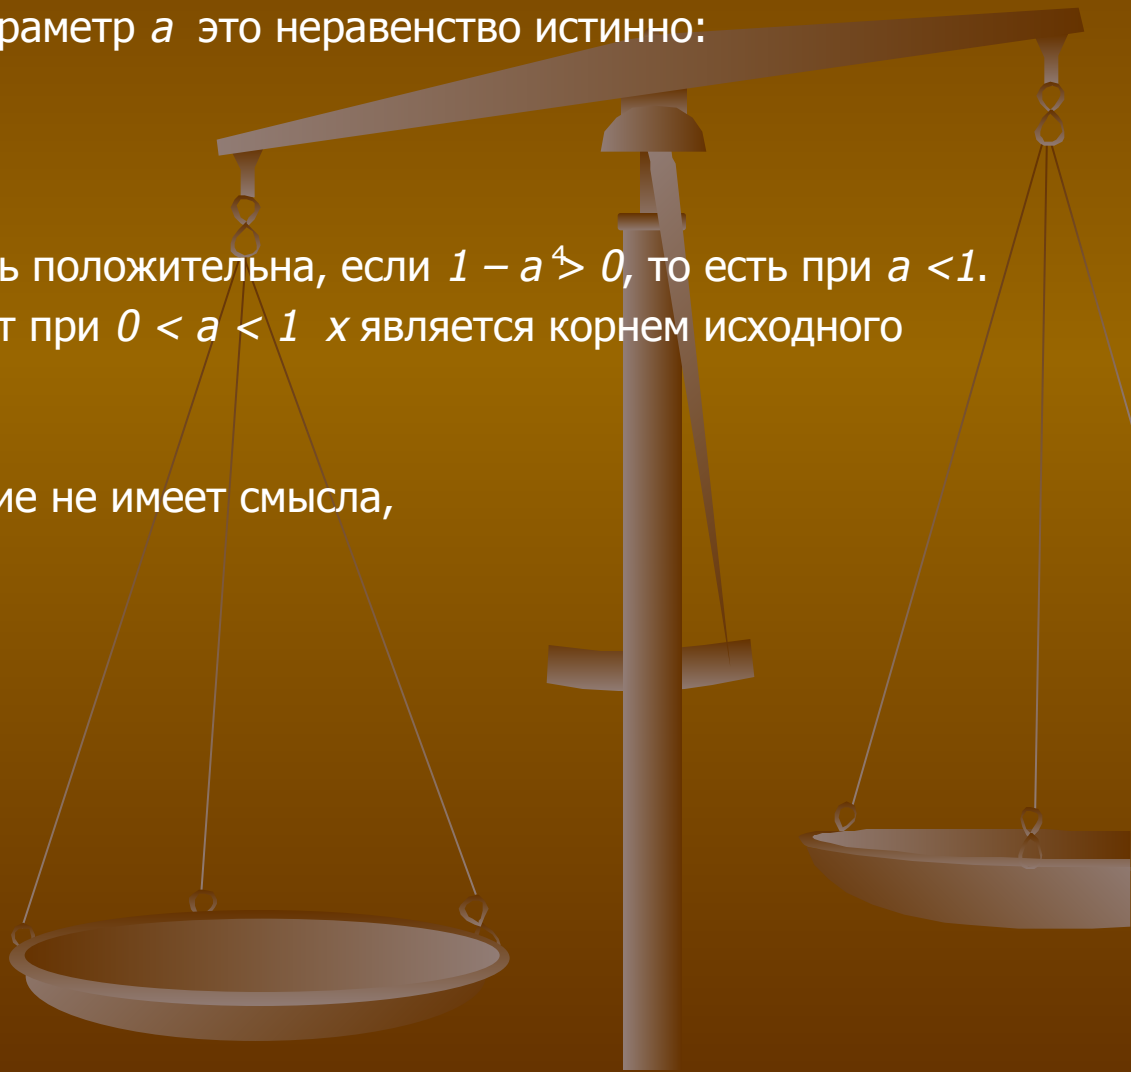 раметр а это неравенство истинно:
ь положительна, если 1 – а⁴> 0, то есть при а <1.
т при 0 < а < 1 х является корнем исходного
ие не имеет смысла,